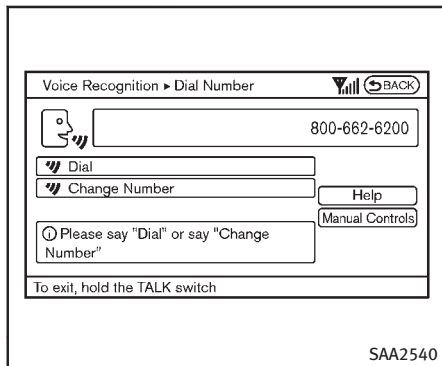 Voice Recognition ▸ Dial Number BACK
800-662-6200
Dial
Change Number
Help
Manual Controls
Please say "Dial" or say "Change
Number"
To exit, hold the TALK switch
SAA2540